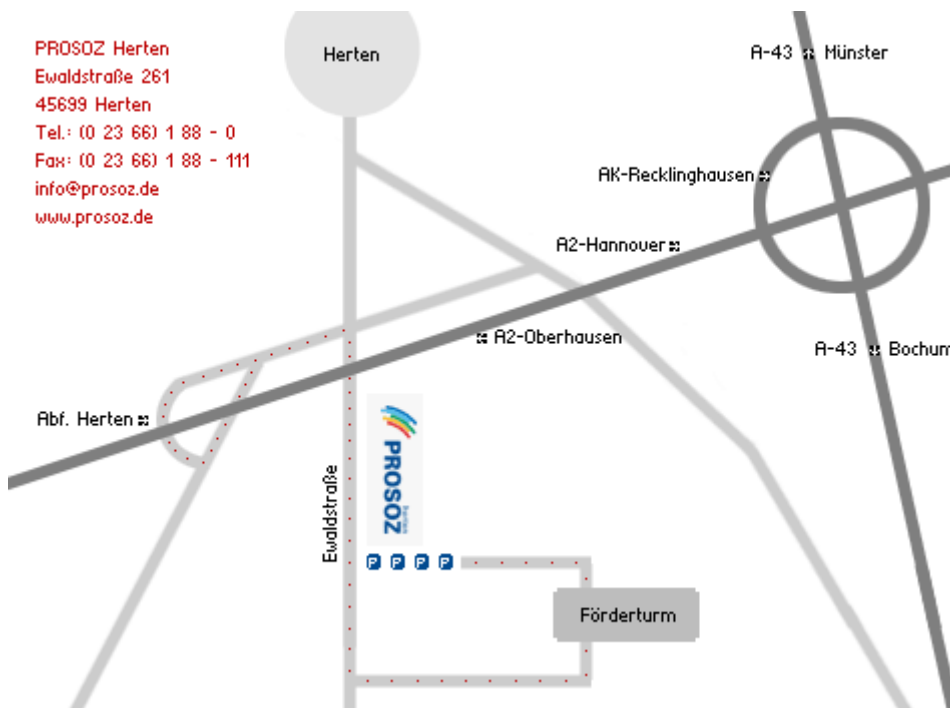 PROSOZ Herten
Ewaldstraße 261
45699 Herten
Tel.: (0 23 66) 1 88 - 0
Fax: (0 23 66) 1 88 - 111
info@prosoz.de
www.prosoz.de
Herten
A-43 Münster
AK-Recklinghausen
A2-Hannover
A2-Oberhausen
A-43 Bochum
Abf. Herten
Ewaldstraße
PROSOZ
Herten
P P P P
Förderturm